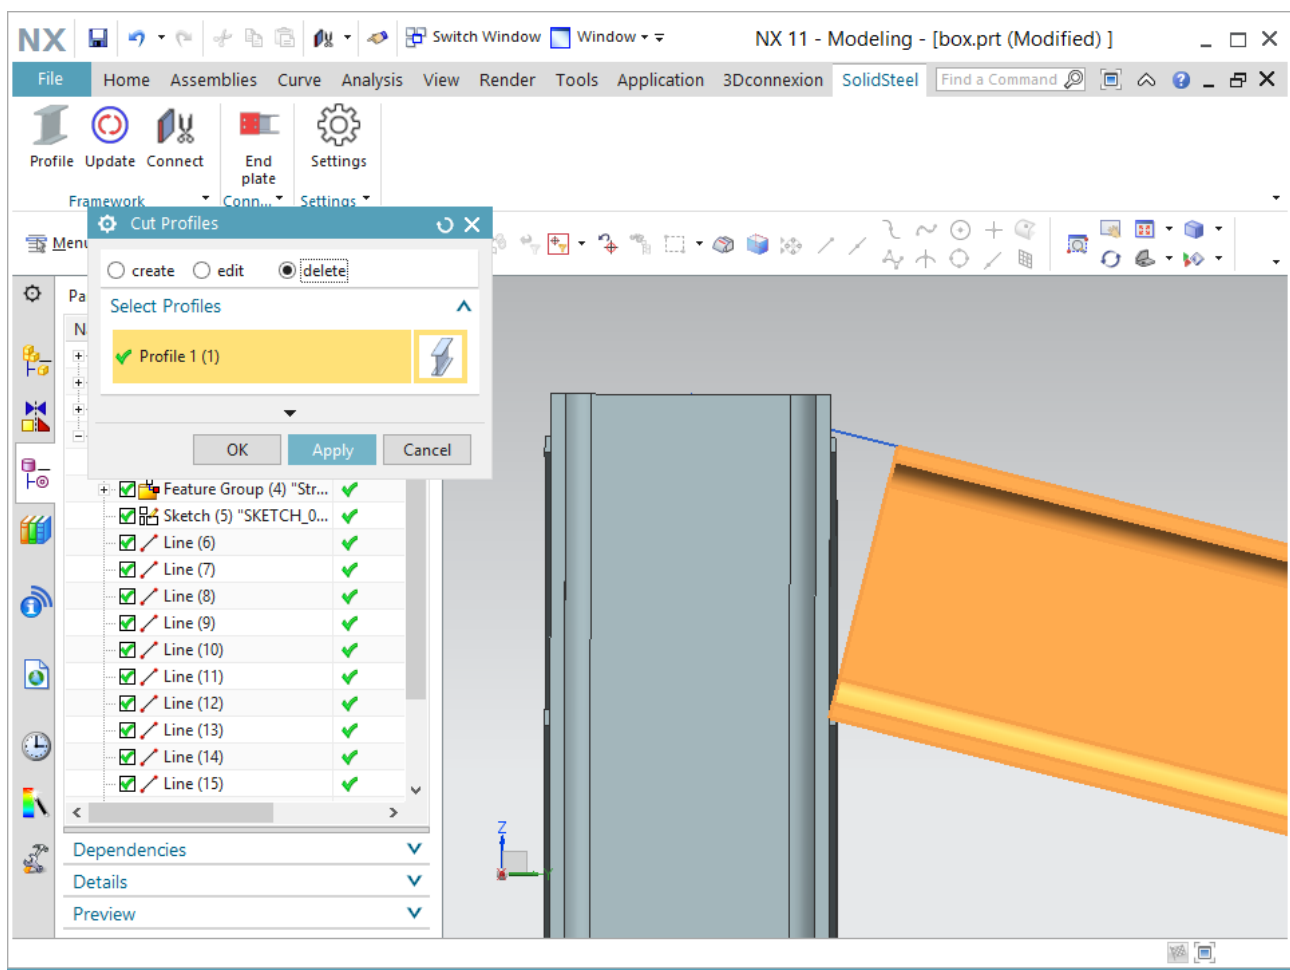 NX Switch Window Window NX 11 - Modeling - [box.prt (Modified) ]
File Home Assemblies Curve Analysis View Render Tools Application 3Dconnexion SolidSteel Find a Command
Profile Update Connect End plate Settings
Framework Conn... Settings
Cut Profiles
Menu
create edit delete
Pa
Select Profiles
N
Profile 1 (1)
OK Apply Cancel
Feature Group (4) "Str...
Sketch (5) "SKETCH_0...
Line (6)
Line (7)
Line (8)
Line (9)
Line (10)
Line (11)
Line (12)
Line (13)
Line (14)
Line (15)
Z
Y
Dependencies
Details
Preview